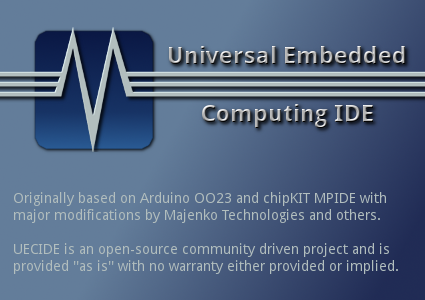 Universal Embedded
Computing IDE
Originally based on Arduino OO23 and chipKIT MPIDE with
major modifications by Majenko Technologies and others.
UECIDE is an open-source community driven project and is
provided "as is" with no warranty either provided or implied.